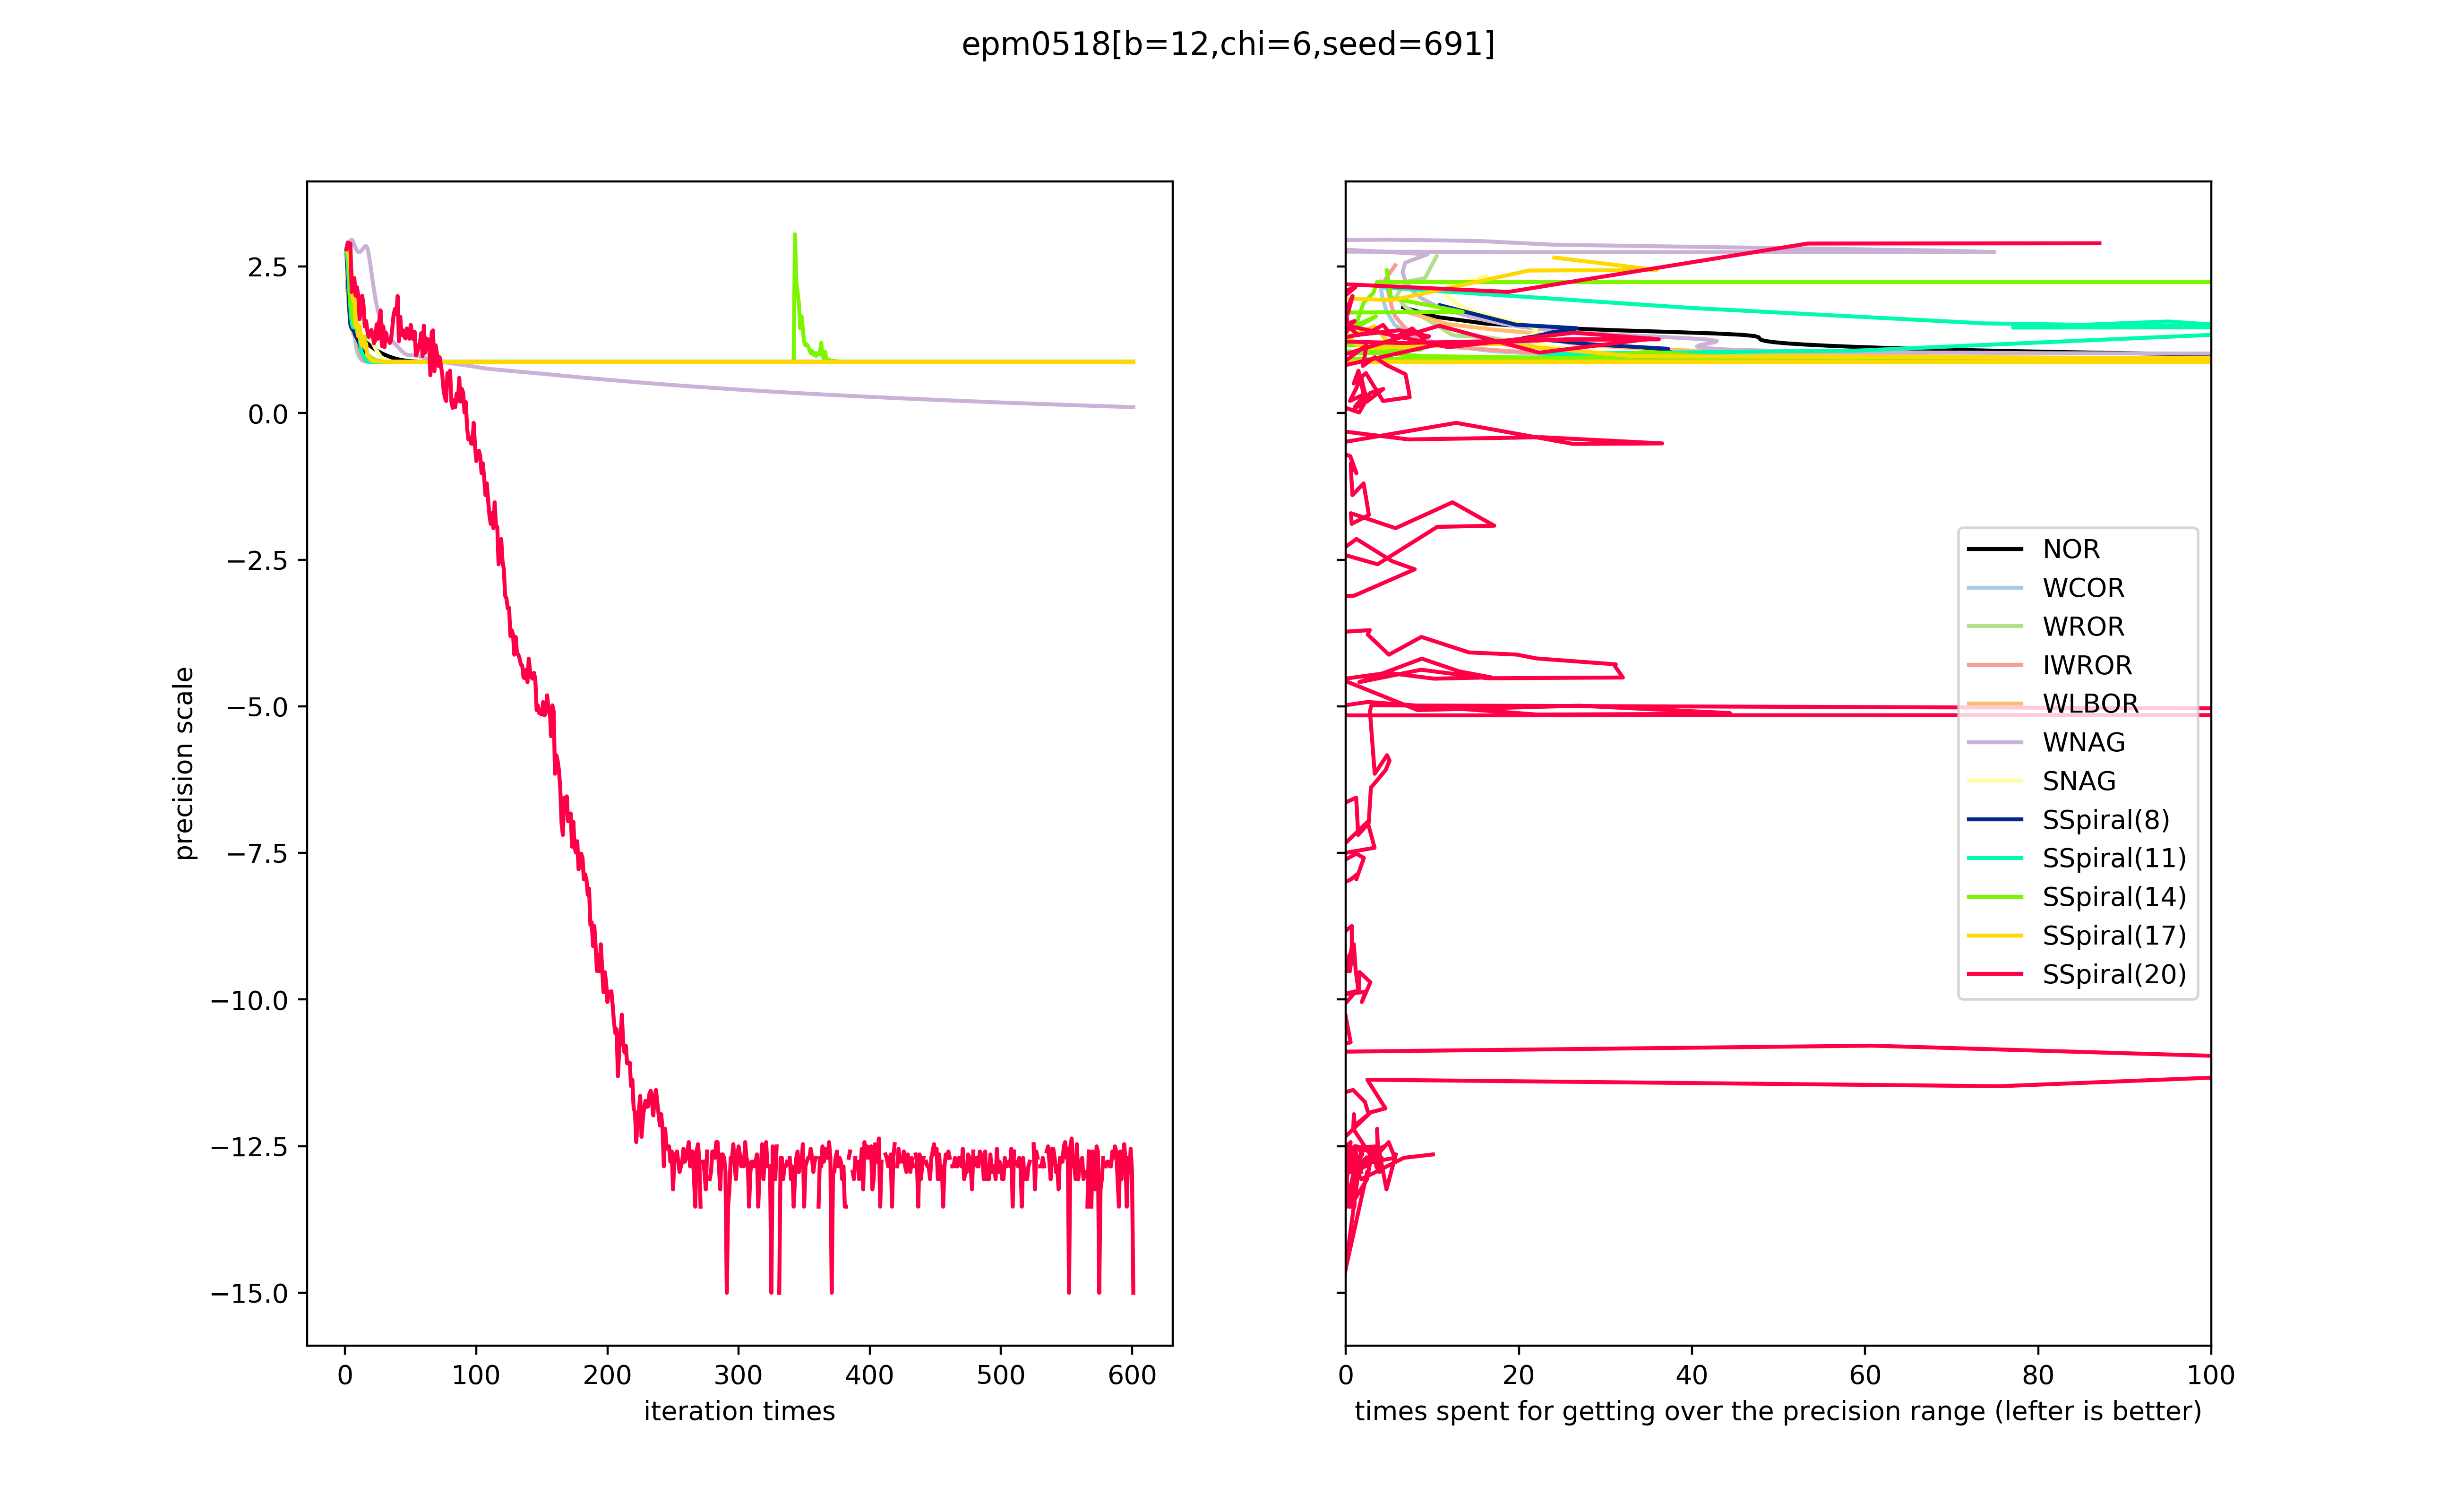 epm0518[b=12,chi=6,seed=691]
2.5
0.0
−2.5
−5.0
−7.5
−10.0
−12.5
−15.0
precision scale
0 100 200 300 400 500 600
iteration times
NOR
WCOR
WROR
IWROR
WLBOR
WNAG
SNAG
SSpiral(8)
SSpiral(11)
SSpiral(14)
SSpiral(17)
SSpiral(20)
0 20 40 60 80 100
times spent for getting over the precision range (lefter is better)